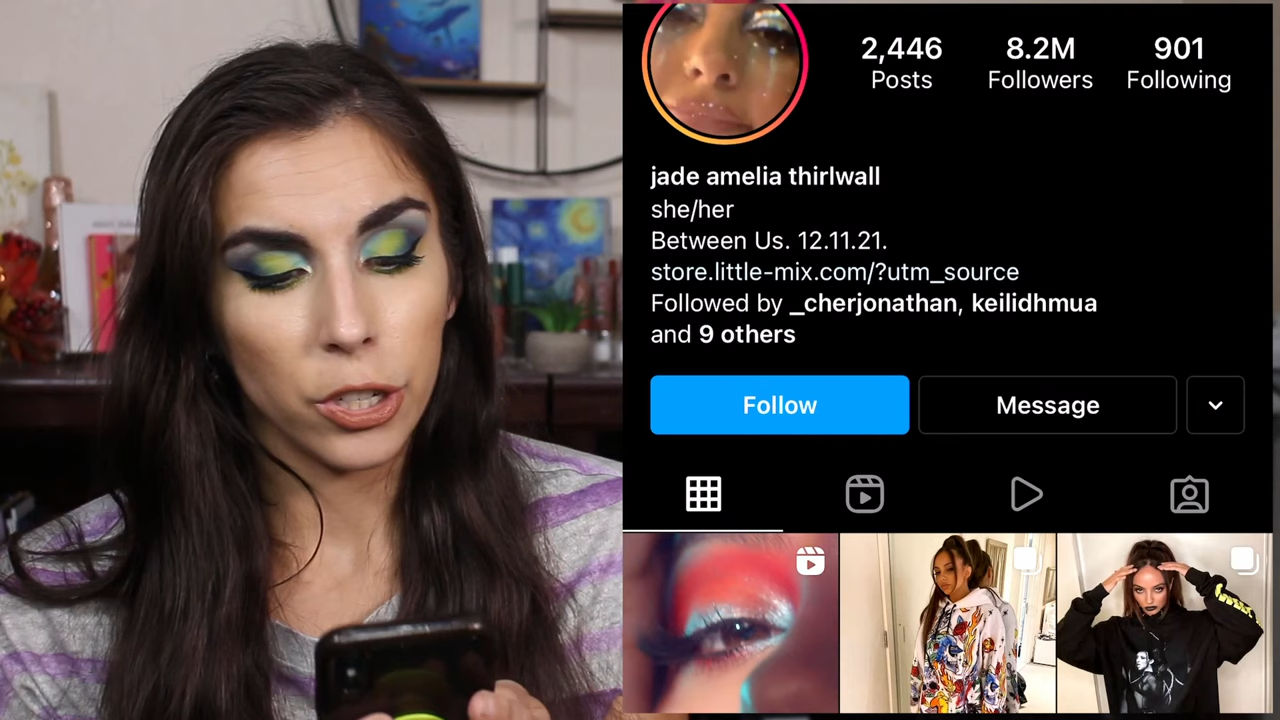 2,446
Posts
8.2M
Followers
901
Following
jade amelia thirlwall
she/her
Between Us. 12.11.21.
store.little-mix.com/?utm_source
Followed by _cherjonathan, keilidhmua
and 9 others
Follow
Message